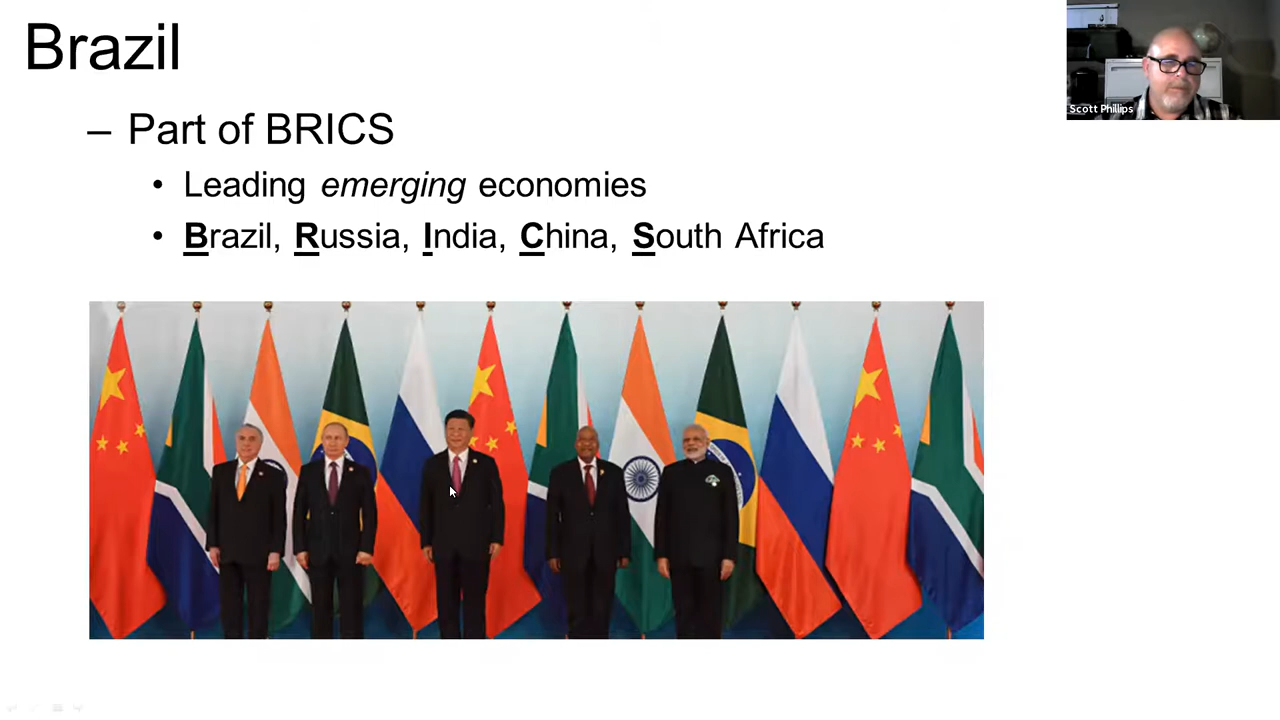 Brazil
– Part of BRICS
• Leading emerging economies
• Brazil, Russia, India, China, South Africa
Scott Phillips